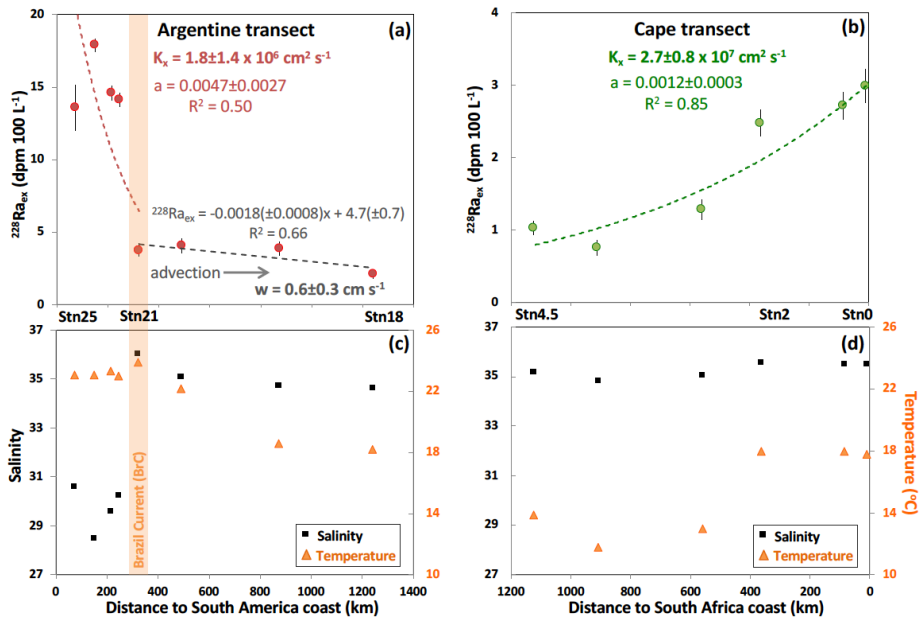 Argentine transect
(a)
Kₓ = 1.8±1.4 x 10⁶ cm² s⁻¹
a = 0.0047±0.0027
R² = 0.50
²²⁸Raₑₓ = -0.0018(±0.0008)x + 4.7(±0.7)
R² = 0.66
advection
w = 0.6±0.3 cm s⁻¹
²²⁸Raₑₓ (dpm 100 L⁻¹)
20
15
10
5
0
Stn25
Stn21
Stn18
Cape transect
(b)
Kₓ = 2.7±0.8 x 10⁷ cm² s⁻¹
a = 0.0012±0.0003
R² = 0.85
²²⁸Raₑₓ (dpm 100 L⁻¹)
4
3
2
1
0
Stn4.5
Stn2
Stn0
(c)
Salinity
37
35
33
31
29
27
26
22
18
14
10
Brazil Current (BrC)
Salinity
Temperature
0 200 400 600 800 1000 1200 1400
Distance to South America coast (km)
(d)
37
35
33
31
29
27
26
22
18
14
10
Temperature (°C)
Salinity
Temperature
1200 1000 800 600 400 200 0
Distance to South Africa coast (km)